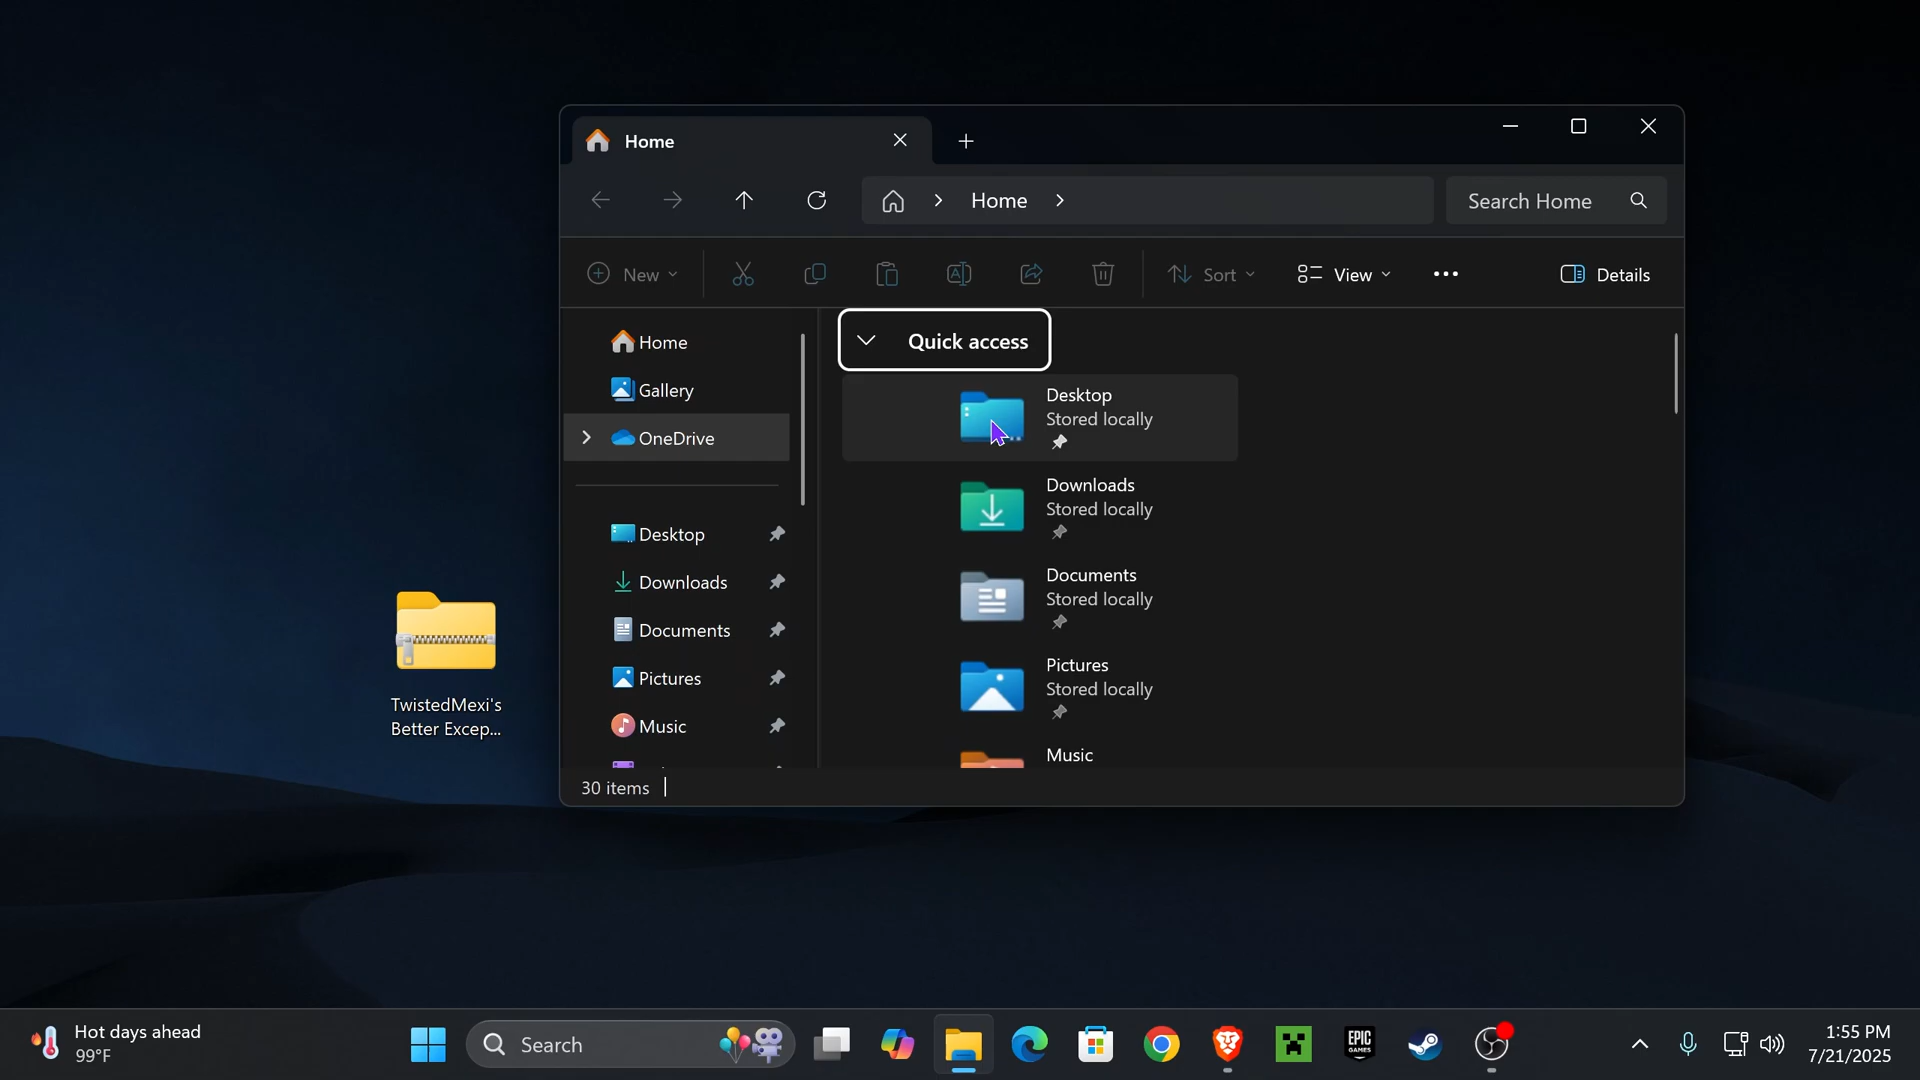 Home
Home
Search Home
New
Sort
View
Details
Home
Gallery
OneDrive
Desktop
Downloads
Documents
Pictures
Music
Quick access
Desktop
Stored locally
Downloads
Stored locally
Documents
Stored locally
Pictures
Stored locally
Music
30 items
TwistedMexi's
Better Excep...
Hot days ahead
99°F
Search
EPIC
GAMES
1:55 PM
7/21/2025